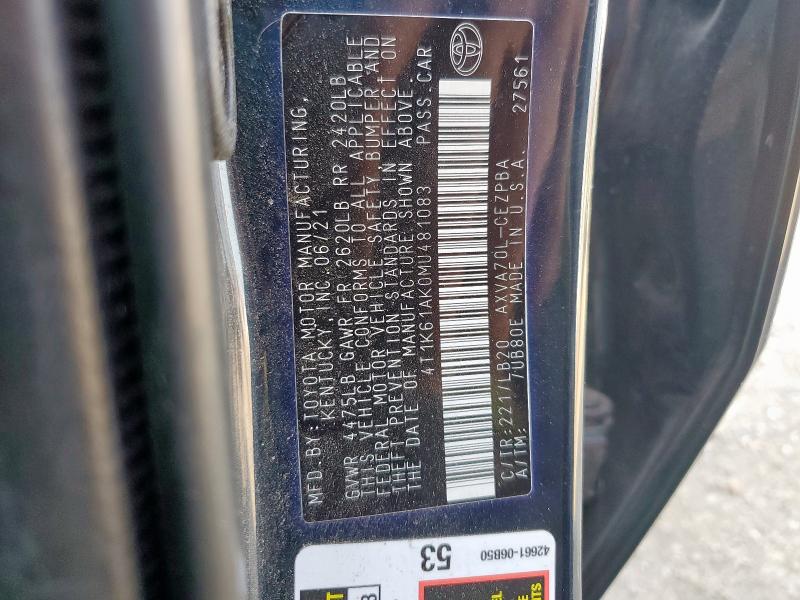 MFD.BY:TOYOTA MOTOR MANUFACTURING,
KENTUCKY, INC. 06/21
GVWR 4475LB GAWR FR 2620LB RR 2420LB
THIS VEHICLE CONFORMS TO ALL APPLICABLE
FEDERAL MOTOR VEHICLE SAFETY, BUMPER, AND
THEFT PREVENTION STANDARDS IN EFFECT ON
THE DATE OF MANUFACTURE SHOWN ABOVE.
4T1K61AK0MU481083 PASS.CAR
C/TR:221/LB20 AXVA70L-CEZPBA
A/TM: 70B80E MADE IN U.S.A. 27561
53
42661-06B50